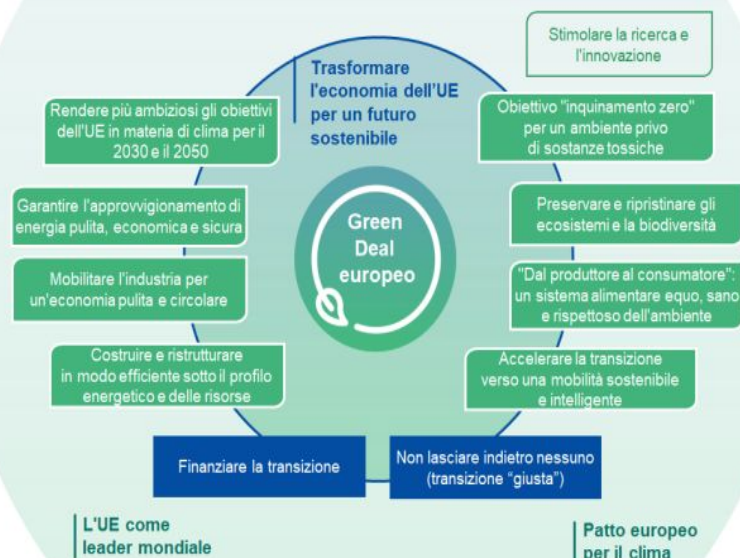 Stimolare la ricerca e
l'innovazione
Trasformare
l'economia dell'UE
per un futuro
sostenibile
Rendere più ambiziosi gli obiettivi
dell'UE in materia di clima per il
2030 e il 2050
Obiettivo "inquinamento zero"
per un ambiente privo
di sostanze tossiche
Garantire l'approvvigionamento di
energia pulita, economica e sicura
Preservare e ripristinare gli
ecosistemi e la biodiversità
Green
Deal
europeo
Mobilitare l'industria per
un'economia pulita e circolare
"Dal produttore al consumatore":
un sistema alimentare equo, sano
e rispettoso dell'ambiente
Costruire e ristrutturare
in modo efficiente sotto il profilo
energetico e delle risorse
Accelerare la transizione
verso una mobilità sostenibile
e intelligente
Finanziare la transizione
Non lasciare indietro nessuno
(transizione "giusta")
L'UE come
leader mondiale
Patto europeo
per il clima